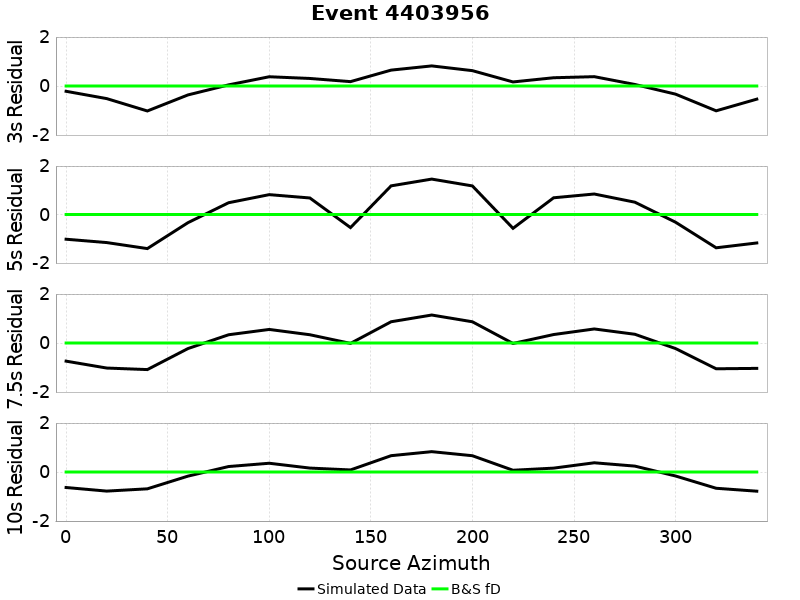 Event 4403956
3s Residual
2
0
-2
5s Residual
2
0
-2
7.5s Residual
2
0
-2
10s Residual
2
0
-2
0 50 100 150 200 250 300
Source Azimuth
Simulated Data B&S fD